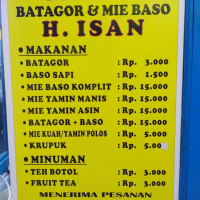 BATAGOR & MIE BASO
H. ISAN
• MAKANAN
• BATAGOR : Rp. 3.000
• BASO SAPI : Rp. 1.500
• MIE BASO KOMPLIT : Rp. 15.000
• MIE YAMIN MANIS : Rp. 15.000
• MIE YAMIN ASIN : Rp. 15.000
• BATAGOR + BASO : Rp. 15.000
• MIE KUAH/YAMIN POLOS : Rp. 5.000
• KRUPUK : Rp. 5.00
• MINUMAN
• TEH BOTOL : Rp. 3.000
• FRUIT TEA : Rp. 3.000
MENERIMA PESANAN